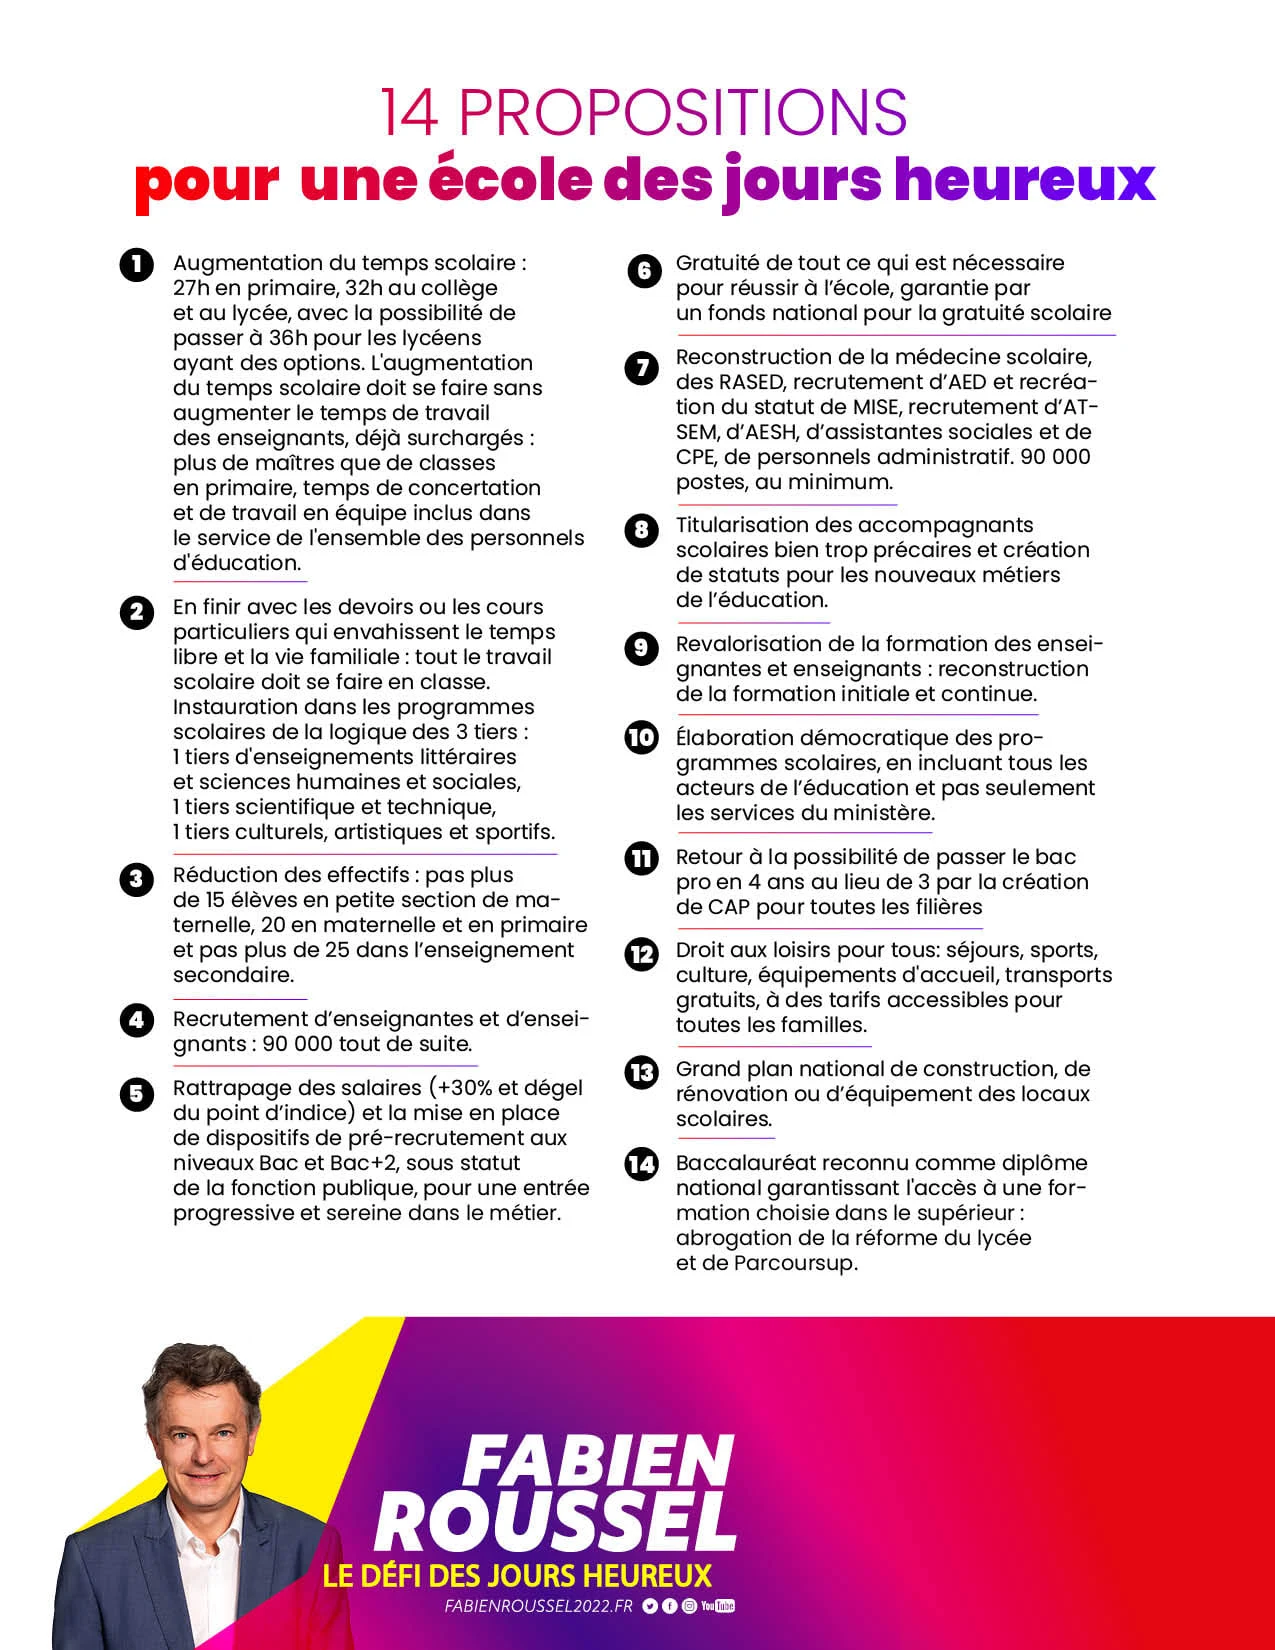 14 PROPOSITIONS
pour une école des jours heureux
1
Augmentation du temps scolaire :
27h en primaire, 32h au collège
et au lycée, avec la possibilité de
passer à 36h pour les lycéens
ayant des options. L'augmentation
du temps scolaire doit se faire sans
augmenter le temps de travail
des enseignants, déjà surchargés :
plus de maîtres que de classes
en primaire, temps de concertation
et de travail en équipe inclus dans
le service de l'ensemble des personnels
d'éducation.
2
En finir avec les devoirs ou les cours
particuliers qui envahissent le temps
libre et la vie familiale : tout le travail
scolaire doit se faire en classe.
Instauration dans les programmes
scolaires de la logique des 3 tiers :
1 tiers d'enseignements littéraires
et sciences humaines et sociales,
1 tiers scientifique et technique,
1 tiers culturels, artistiques et sportifs.
3
Réduction des effectifs : pas plus
de 15 élèves en petite section de ma-
ternelle, 20 en maternelle et en primaire
et pas plus de 25 dans l’enseignement
secondaire.
4
Recrutement d’enseignantes et d’ensei-
gnants : 90 000 tout de suite.
5
Rattrapage des salaires (+30% et dégel
du point d’indice) et la mise en place
de dispositifs de pré-recrutement aux
niveaux Bac et Bac+2, sous statut
de la fonction publique, pour une entrée
progressive et sereine dans le métier.
6
Gratuité de tout ce qui est nécessaire
pour réussir à l’école, garantie par
un fonds national pour la gratuité scolaire
7
Reconstruction de la médecine scolaire,
des RASED, recrutement d’AED et recréa-
tion du statut de MISE, recrutement d’AT-
SEM, d’AESH, d’assistantes sociales et de
CPE, de personnels administratif. 90 000
postes, au minimum.
8
Titularisation des accompagnants
scolaires bien trop précaires et création
de statuts pour les nouveaux métiers
de l’éducation.
9
Revalorisation de la formation des ensei-
gnantes et enseignants : reconstruction
de la formation initiale et continue.
10
Élaboration démocratique des pro-
grammes scolaires, en incluant tous les
acteurs de l’éducation et pas seulement
les services du ministère.
11
Retour à la possibilité de passer le bac
pro en 4 ans au lieu de 3 par la création
de CAP pour toutes les filières
12
Droit aux loisirs pour tous: séjours, sports,
culture, équipements d'accueil, transports
gratuits, à des tarifs accessibles pour
toutes les familles.
13
Grand plan national de construction, de
rénovation ou d’équipement des locaux
scolaires.
14
Baccalauréat reconnu comme diplôme
national garantissant l'accès à une for-
mation choisie dans le supérieur :
abrogation de la réforme du lycée
et de Parcoursup.
FABIEN
ROUSSEL
LE DÉFI DES JOURS HEUREUX
FABIENROUSSEL2022.FR YouTube